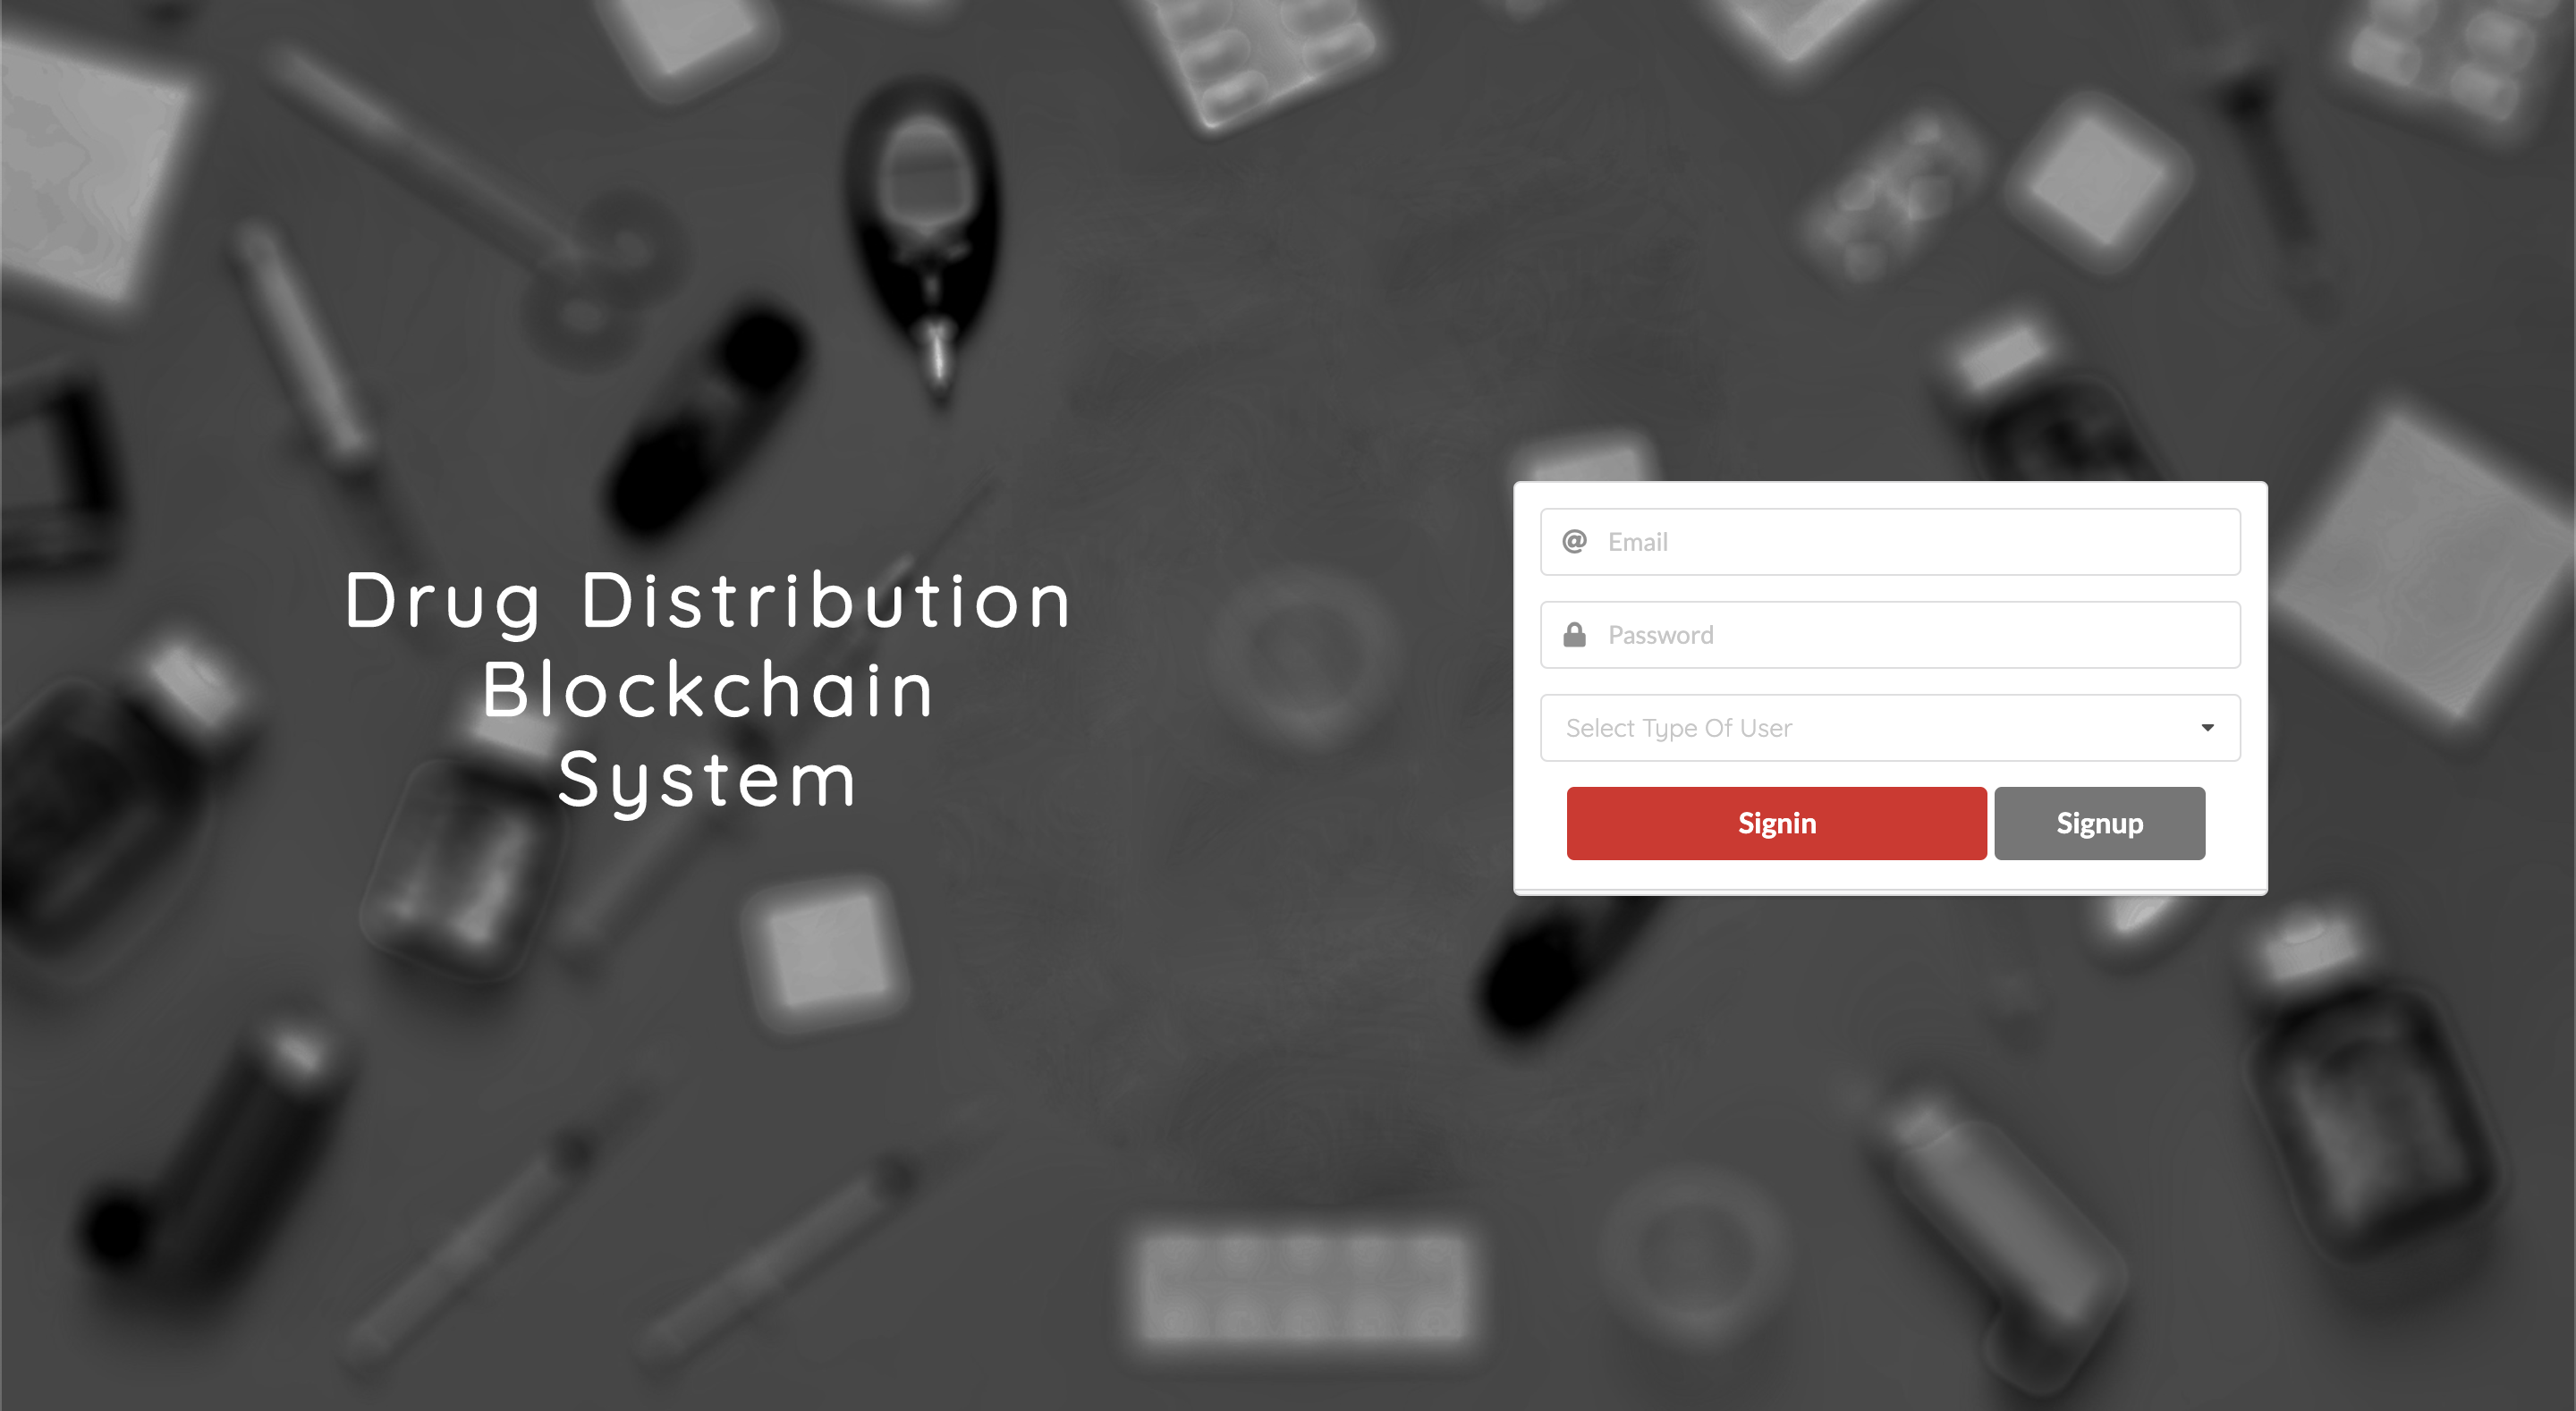 Drug Distribution
Blockchain
System
Email
Password
Select Type Of User
Signin
Signup